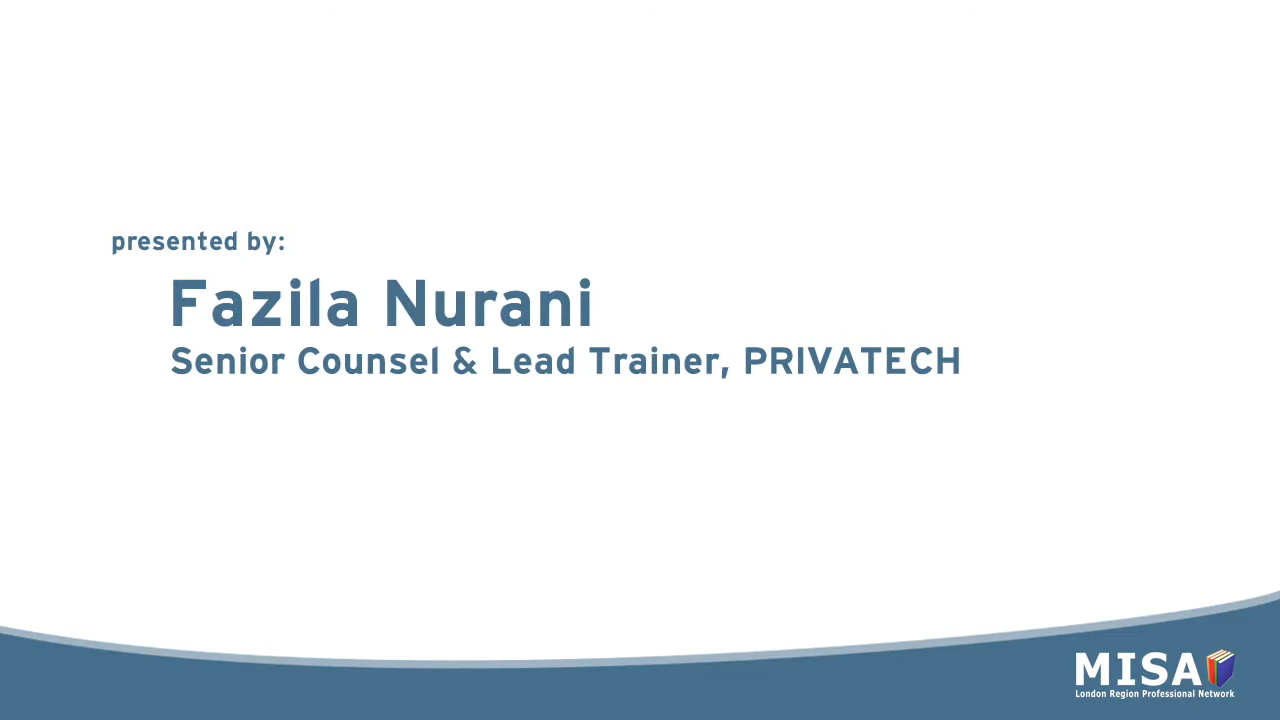 presented by:
Fazila Nurani
Senior Counsel & Lead Trainer, PRIVATECH
MISA
London Region Professional Network